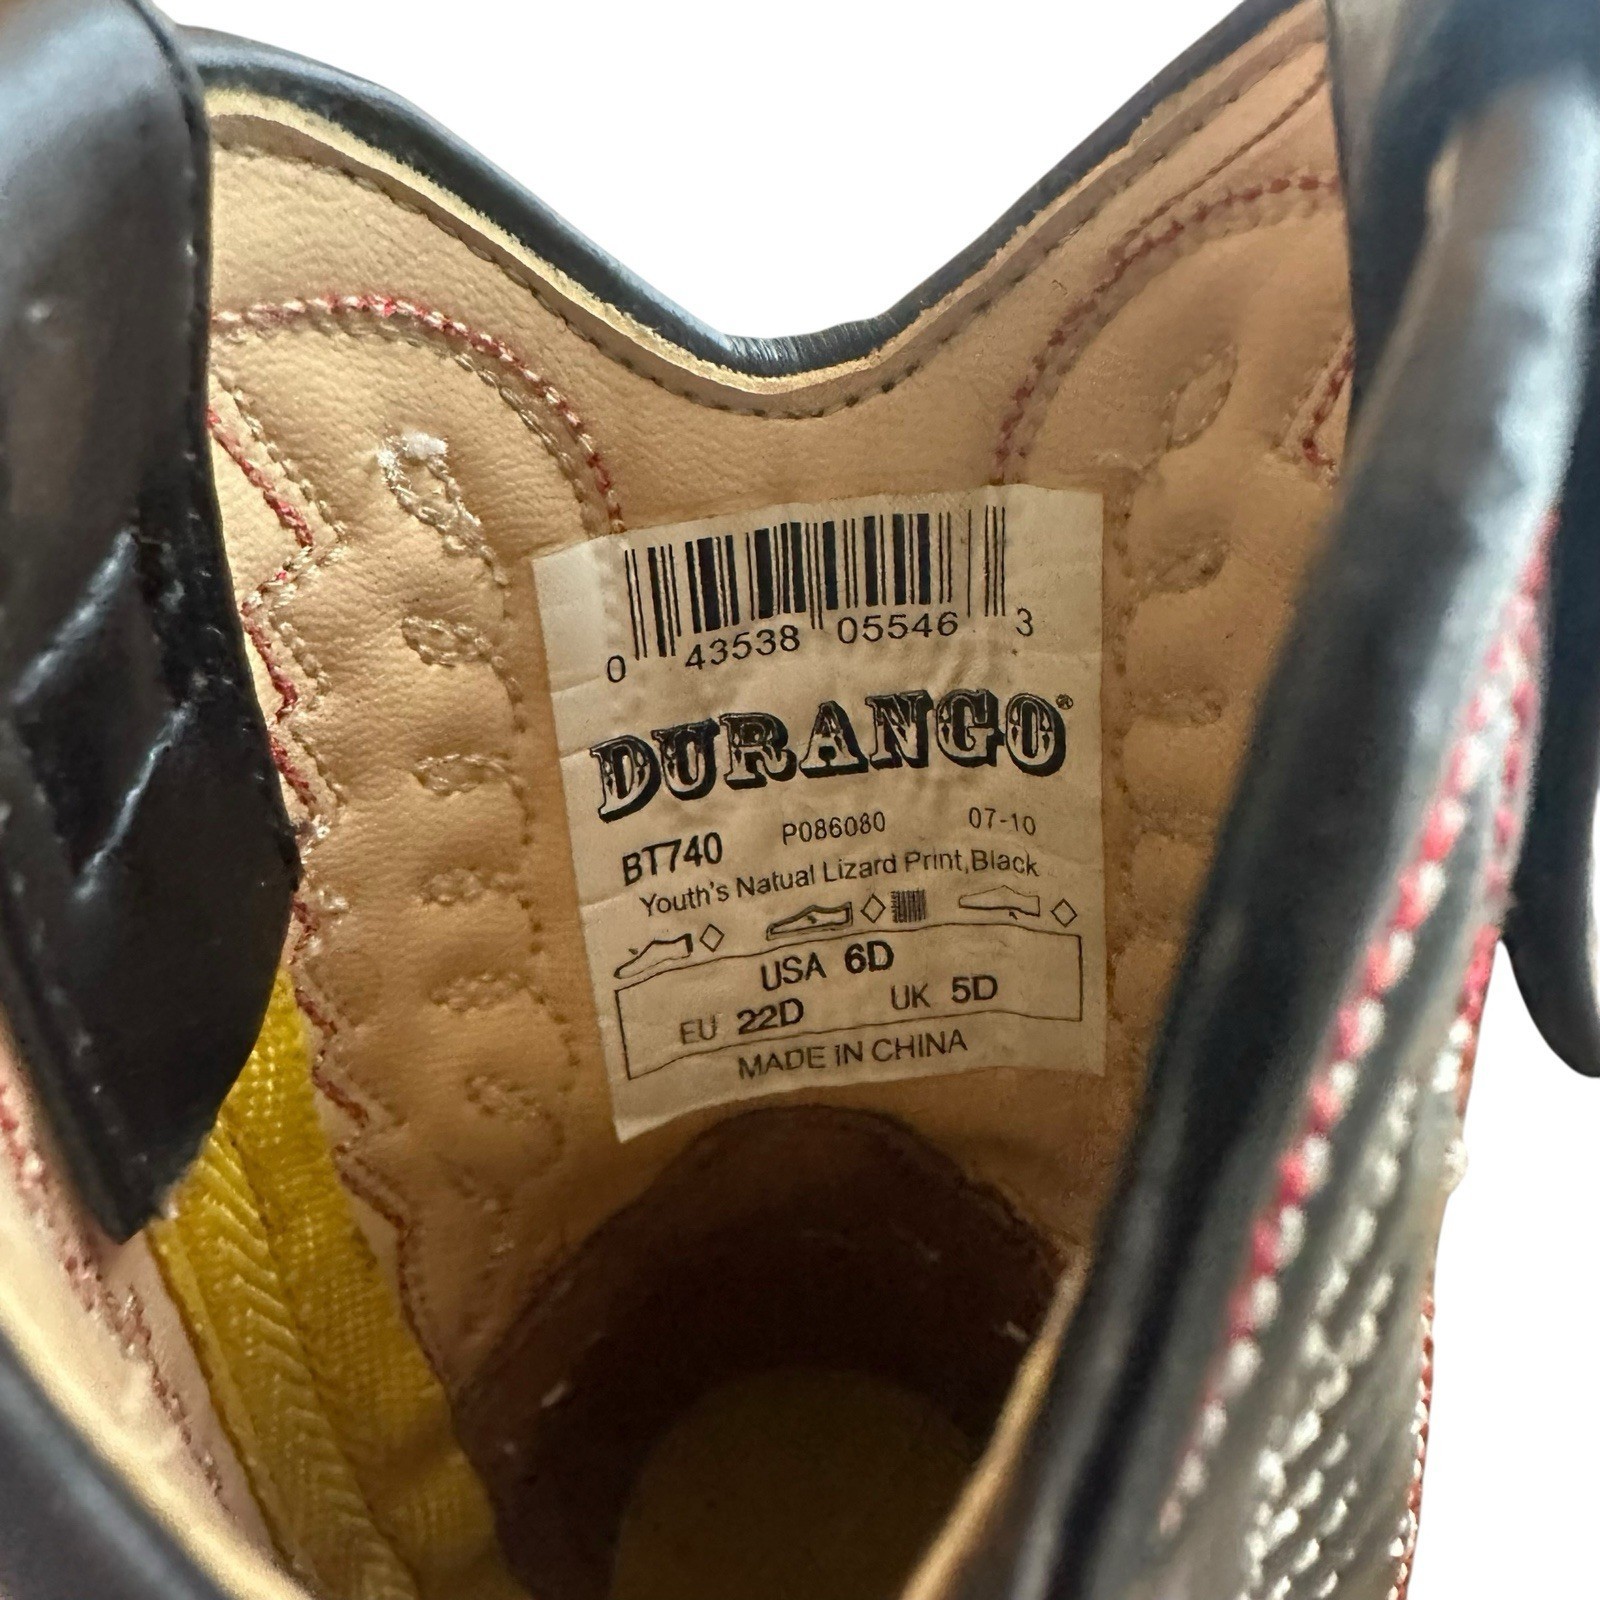 0 43538 05546 3
DURANGO®
BT740 P086080 07-10
Youth's Natual Lizard Print,Black
USA 6D
EU 22D UK 5D
MADE IN CHINA